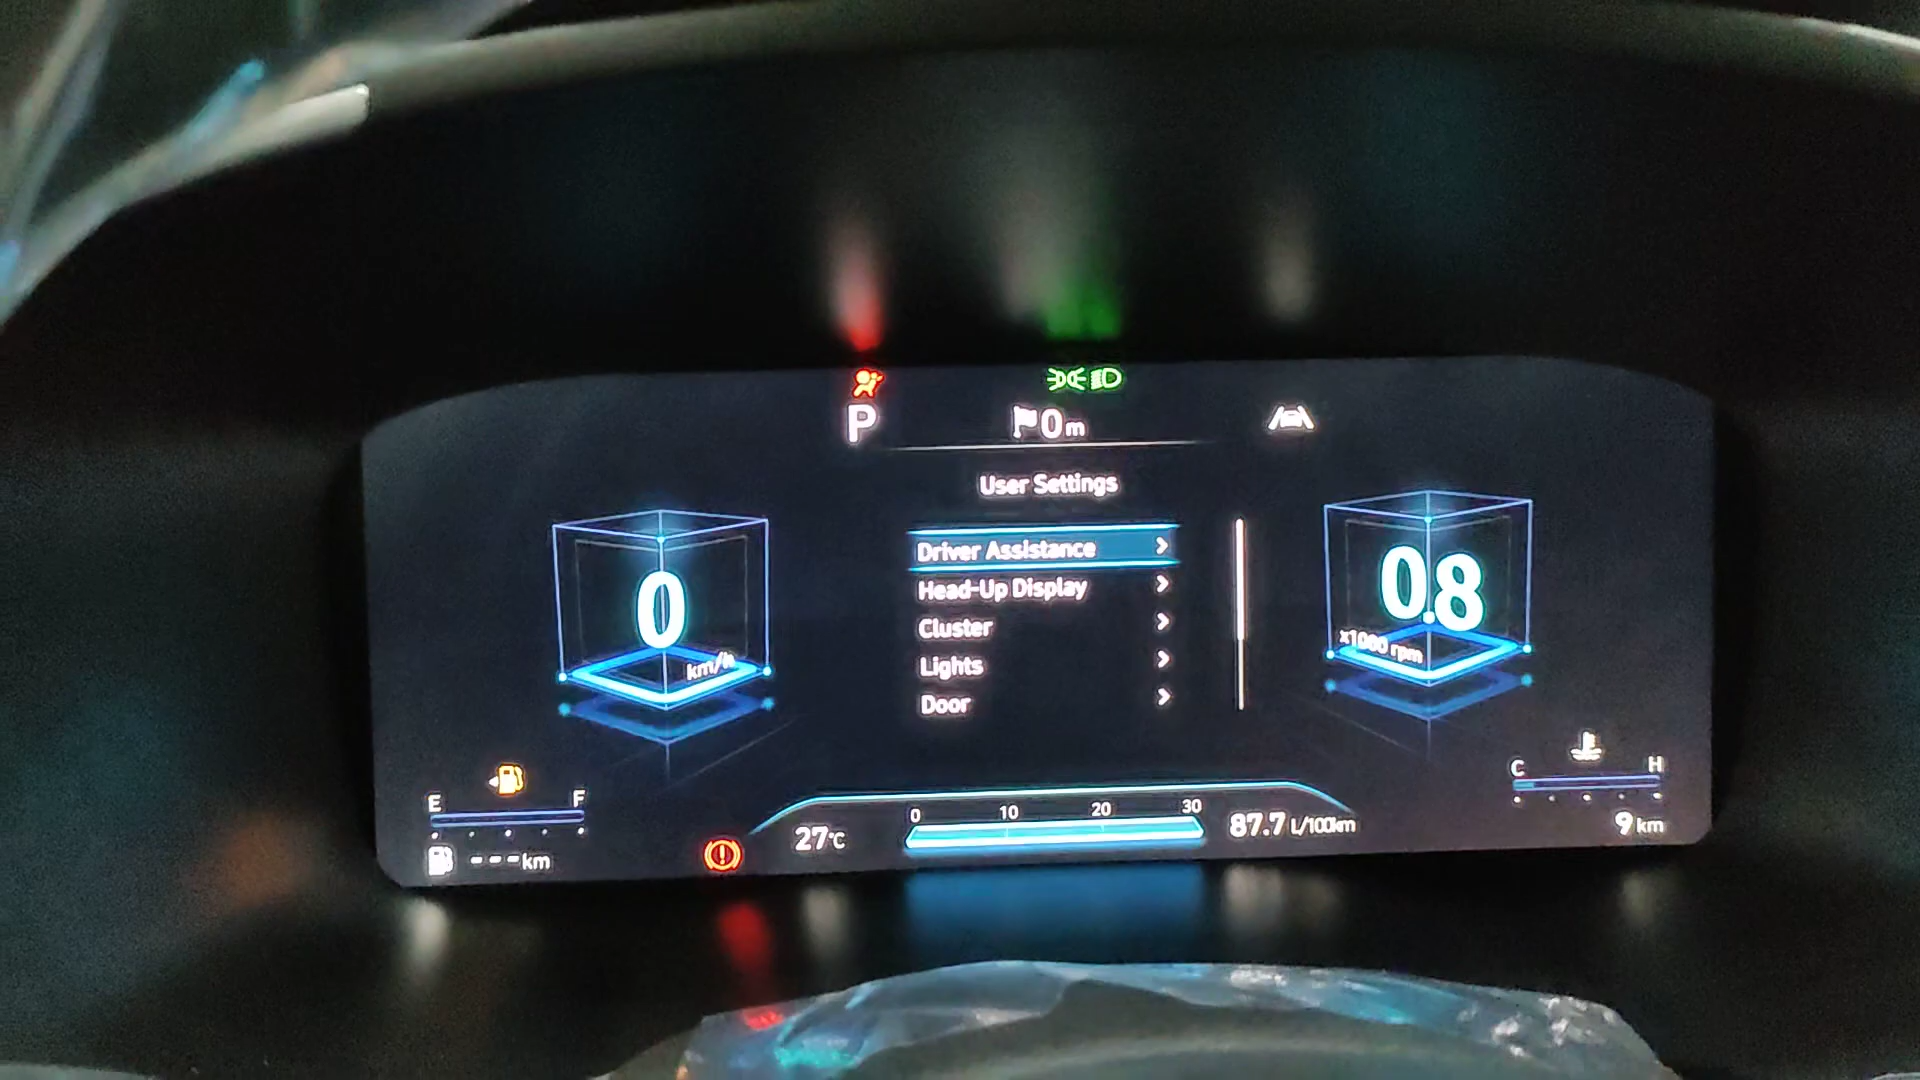 P
0 m
User Settings
Driver Assistance
Head-Up Display
Cluster
Lights
Door
0
km/h
0.8
x1000 rpm
E F
--- km
27°C
0 10 20 30
87.7 L/100km
C H
9 km